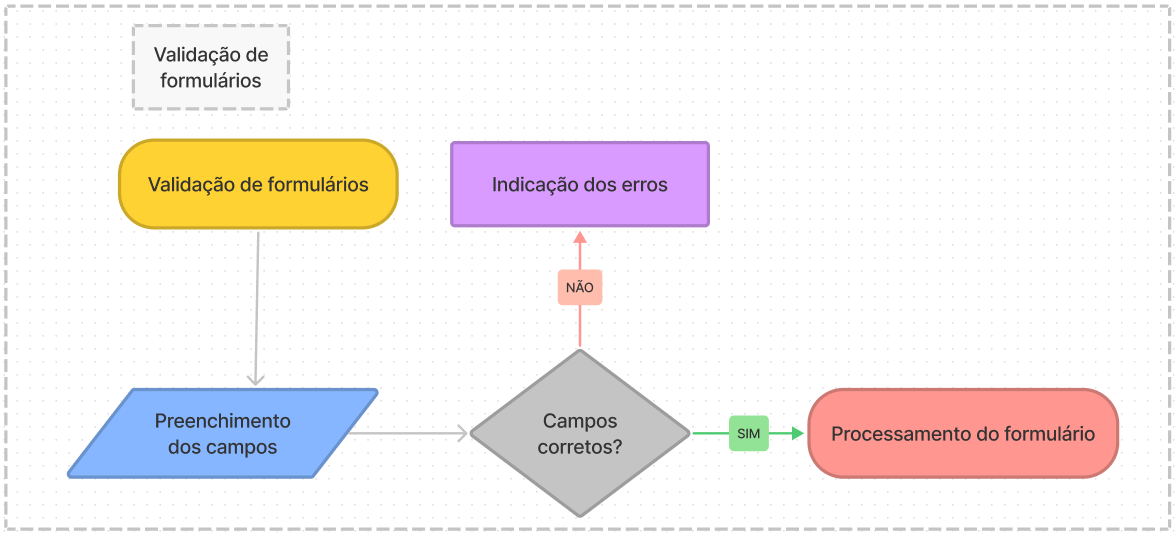 Validação de
formulários
Validação de formulários
Indicação dos erros
NÃO
Preenchimento
dos campos
Campos
corretos?
SIM
Processamento do formulário